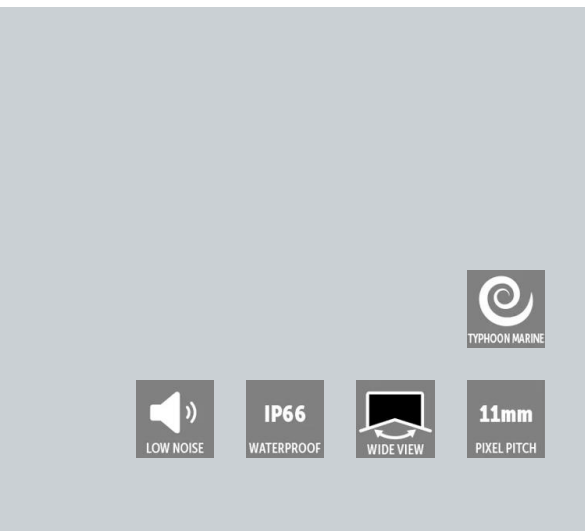 TYPHOON MARINE
LOW NOISE
IP66
WATERPROOF
WIDE VIEW
11mm
PIXEL PITCH